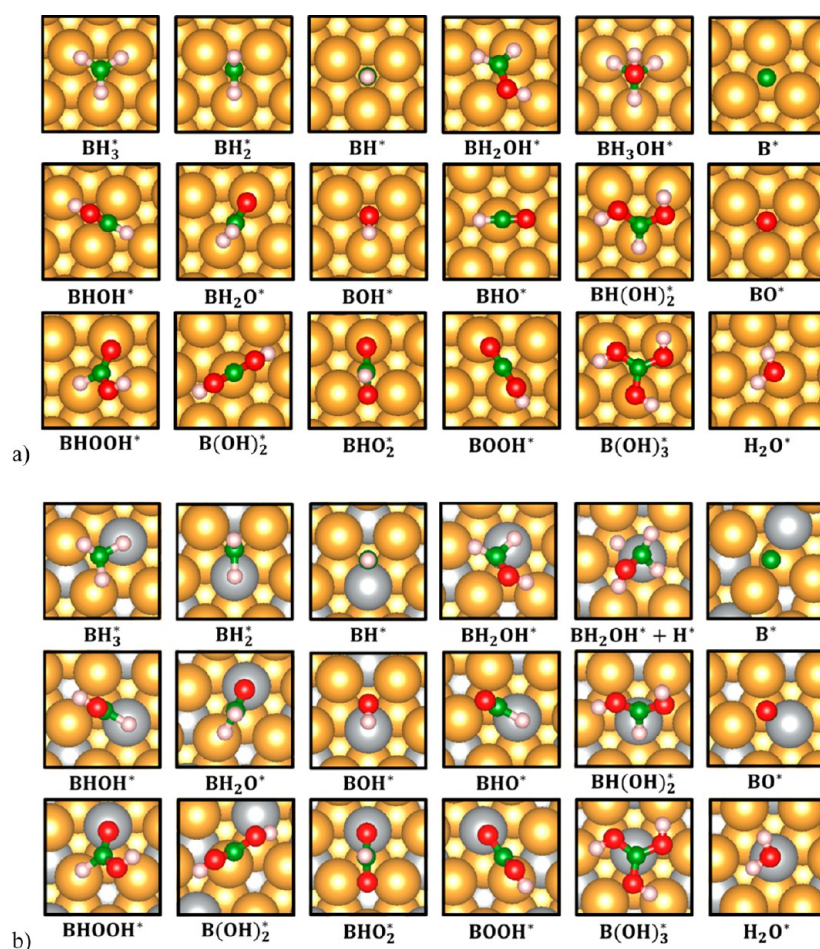 BH₃* BH₂* BH* BH₂OH* BH₃OH* B*
BHOH* BH₂O* BOH* BHO* BH(OH)₂* BO*
a) BHOOH* B(OH)₂* BHO₂* BOOH* B(OH)₃* H₂O*
BH₃* BH₂* BH* BH₂OH* BH₂OH* + H* B*
BHOH* BH₂O* BOH* BHO* BH(OH)₂* BO*
b) BHOOH* B(OH)₂* BHO₂* BOOH* B(OH)₃* H₂O*